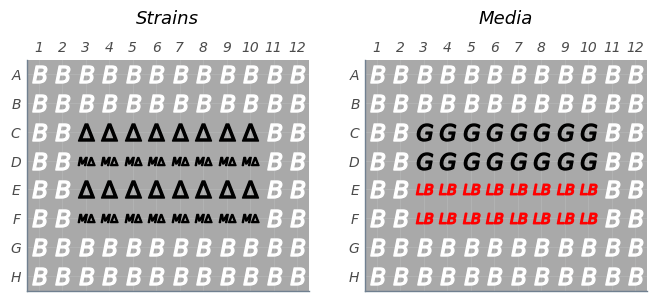 Strains Media
1 2 3 4 5 6 7 8 9 10 11 12 1 2 3 4 5 6 7 8 9 10 11 12
A B B B B B B B B B B B B A B B B B B B B B B B B B
B B B B B B B B B B B B B B B B B B B B B B B B B B
C B B Δ Δ Δ Δ Δ Δ Δ Δ B B C B B G G G G G G G G B B
D B B MΔ MΔ MΔ MΔ MΔ MΔ MΔ MΔ B B D B B G G G G G G G G B B
E B B Δ Δ Δ Δ Δ Δ Δ Δ B B E B B LB LB LB LB LB LB LB LB B B
F B B MΔ MΔ MΔ MΔ MΔ MΔ MΔ MΔ B B F B B LB LB LB LB LB LB LB LB B B
G B B B B B B B B B B B B G B B B B B B B B B B B B
H B B B B B B B B B B B B H B B B B B B B B B B B B